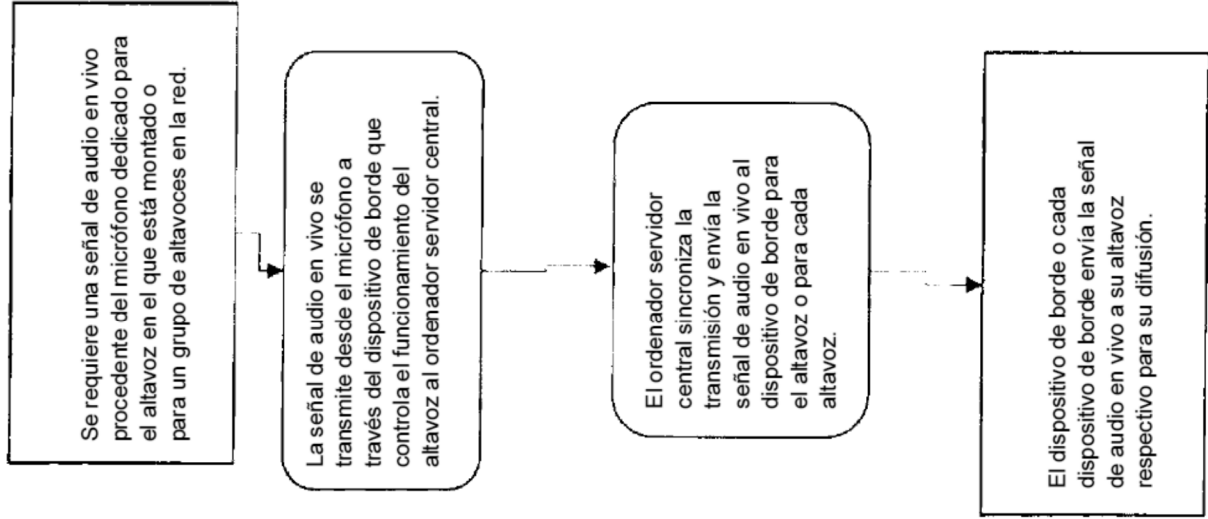 Se requiere una señal de audio en vivo
procedente del micrófono dedicado para
el altavoz en el que está montado o
para un grupo de altavoces en la red.
La señal de audio en vivo se
transmite desde el micrófono a
través del dispositivo de borde que
controla el funcionamiento del
altavoz al ordenador servidor central.
El ordenador servidor
central sincroniza la
transmisión y envía la
señal de audio en vivo al
dispositivo de borde para
el altavoz o para cada
altavoz.
El dispositivo de borde o cada
dispositivo de borde envía la señal
de audio en vivo a su altavoz
respectivo para su difusión.